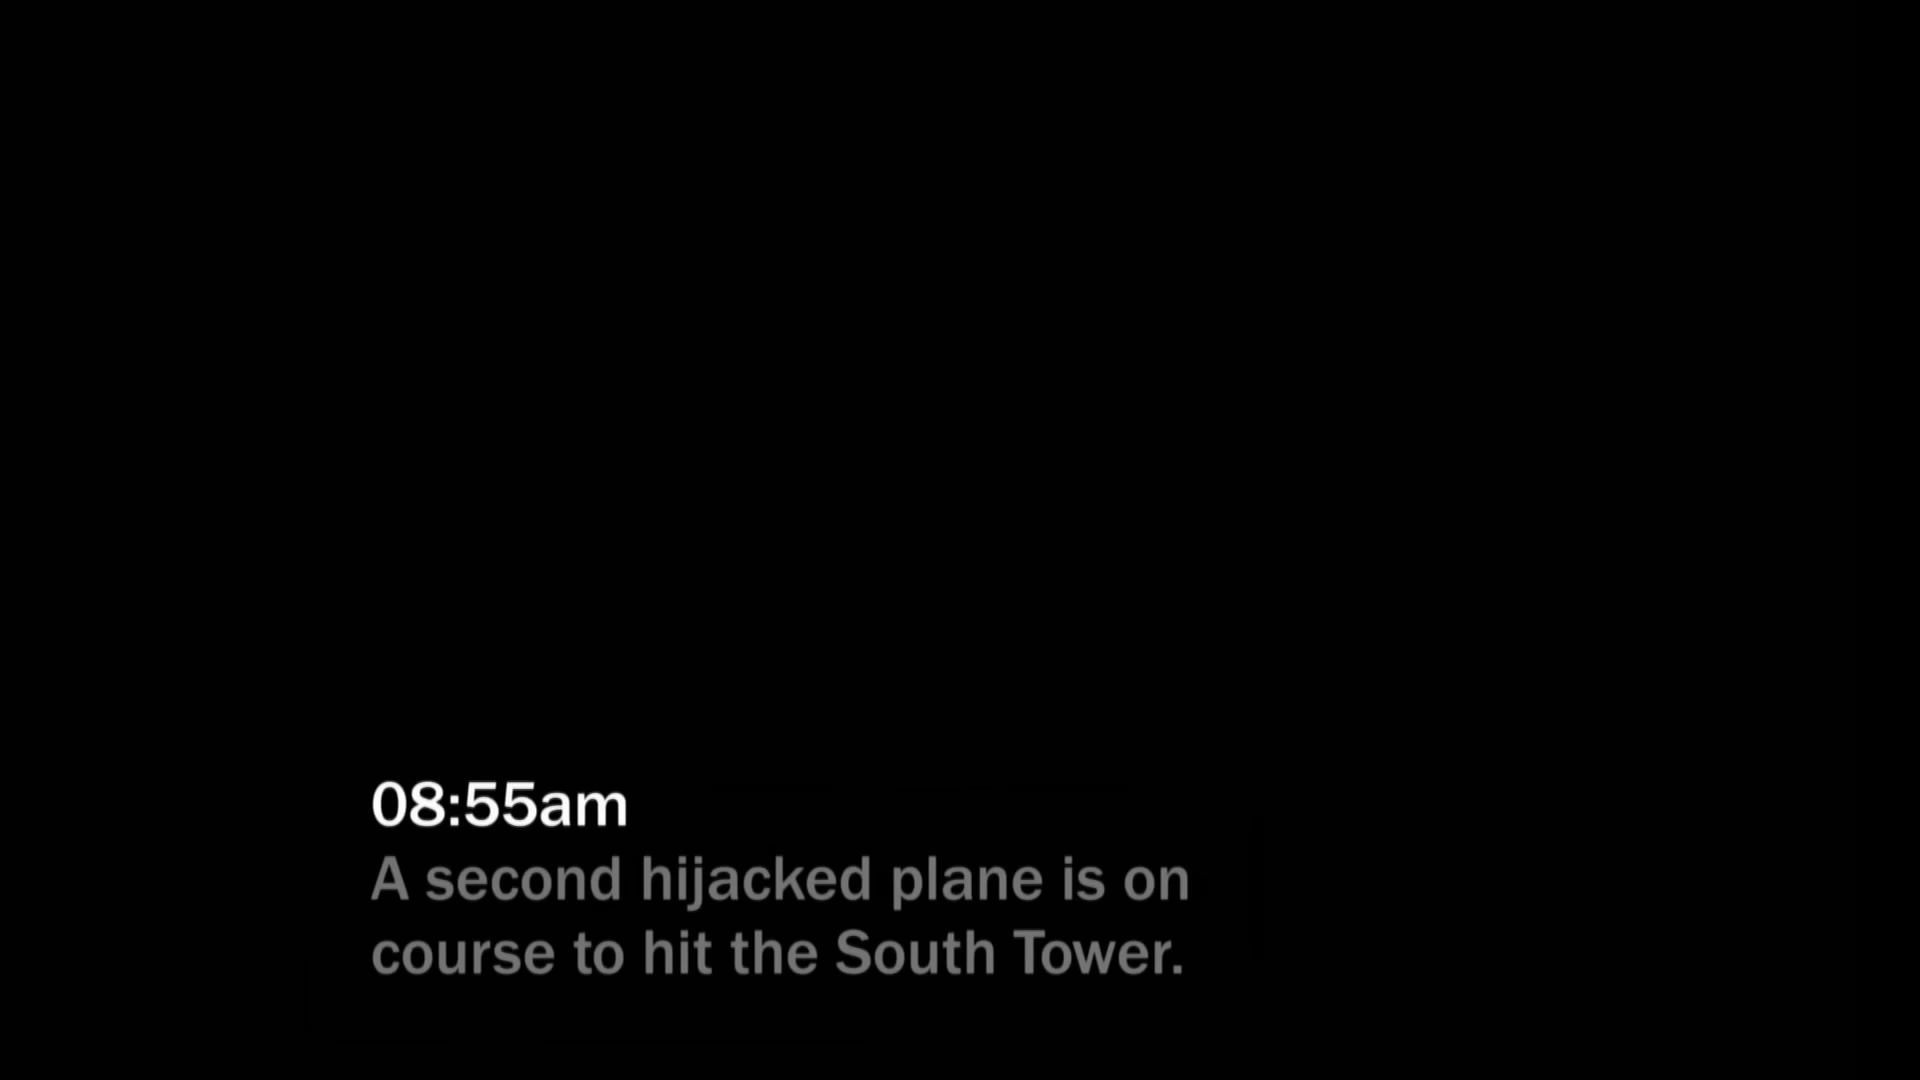 08:55am
A second hijacked plane is on
course to hit the South Tower.